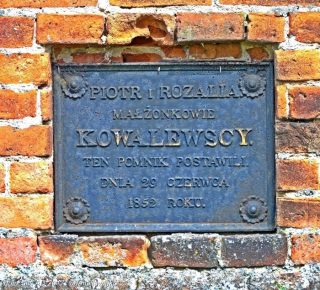 PIOTR I ROZALIA
MAŁŻONKOWIE
KOWALEWSCY.
TEN POMNIK POSTAWILI
DNIA 29 CZERWCA
1852 ROKU.